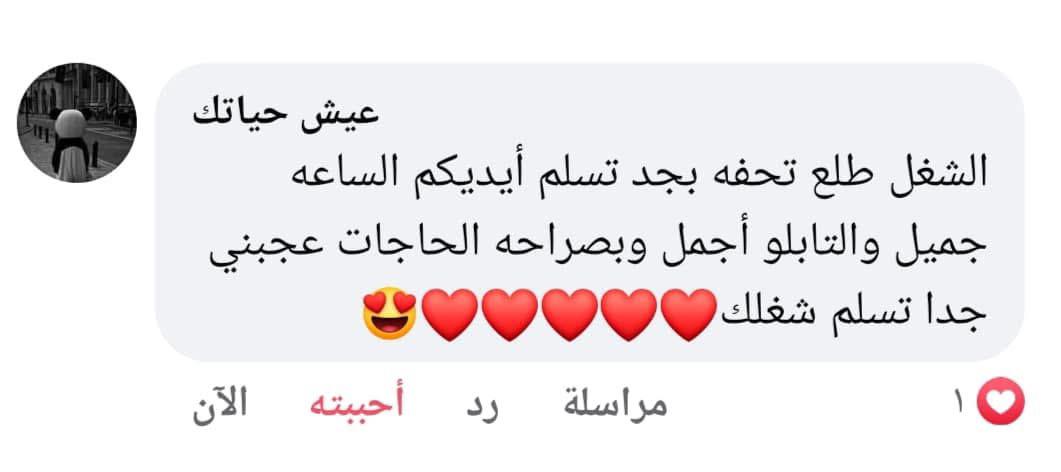 عيش حياتك
الشغل طلع تحفه بجد تسلم أيديكم الساعه
جميل والتابلو أجمل وبصراحه الحاجات عجبني
جدا تسلم شغلك❤️❤️❤️❤️❤️😍
١ مراسلة رد أحببته الآن